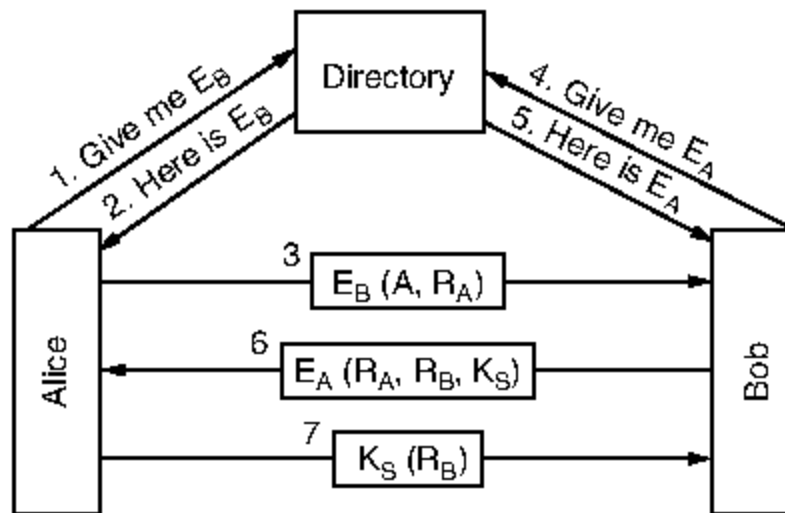 Directory
1. Give me E_B
2. Here is E_B
4. Give me E_A
5. Here is E_A
Alice
3
E_B (A, R_A)
6
E_A (R_A, R_B, K_S)
7
K_S (R_B)
Bob